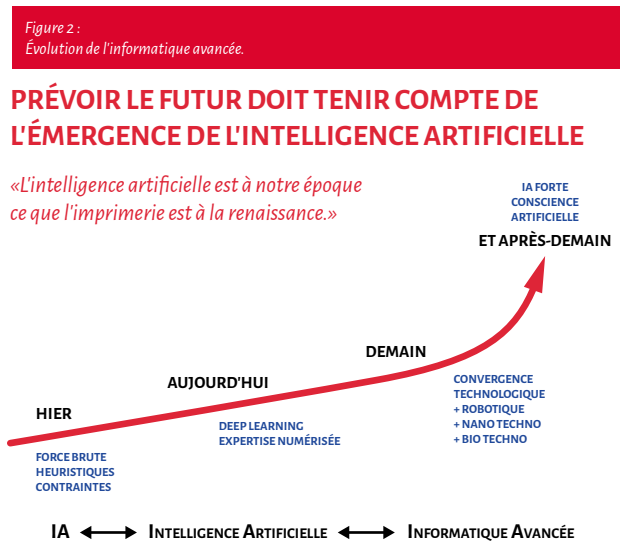 Figure 2 :
Évolution de l'informatique avancée.
PRÉVOIR LE FUTUR DOIT TENIR COMPTE DE
L'ÉMERGENCE DE L'INTELLIGENCE ARTIFICIELLE
«L'intelligence artificielle est à notre époque
ce que l'imprimerie est à la renaissance.»
IA FORTE
CONSCIENCE
ARTIFICIELLE
ET APRÈS-DEMAIN
DEMAIN
CONVERGENCE
TECHNOLOGIQUE
+ ROBOTIQUE
+ NANO TECHNO
+ BIO TECHNO
AUJOURD'HUI
DEEP LEARNING
EXPERTISE NUMÉRISÉE
HIER
FORCE BRUTE
HEURISTIQUES
CONTRAINTES
IA INTELLIGENCE ARTIFICIELLE INFORMATIQUE AVANCÉE